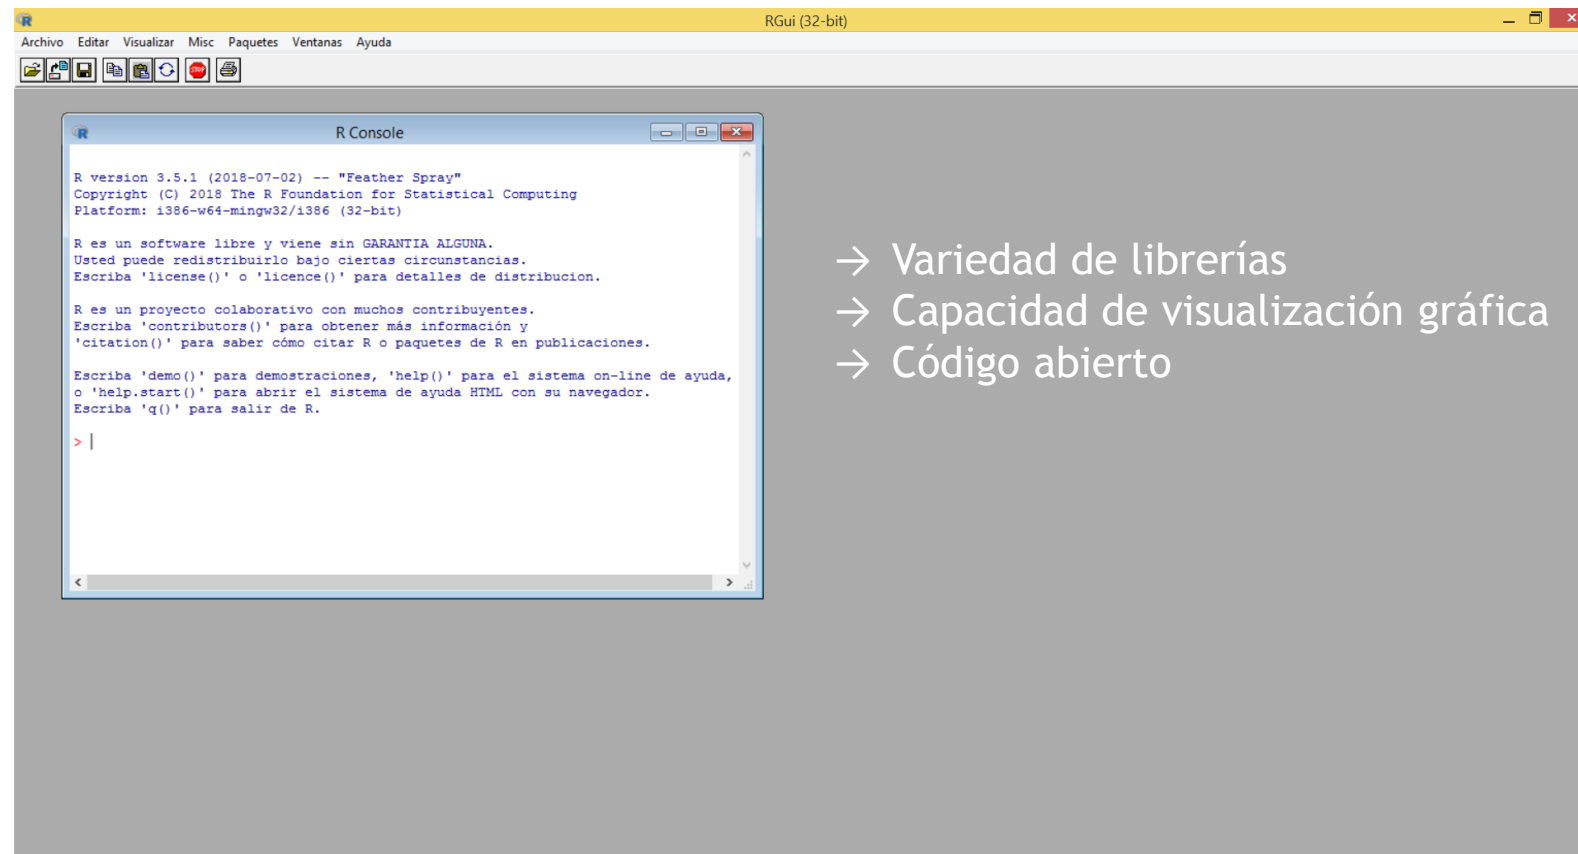 RGui (32-bit)
Archivo Editar Visualizar Misc Paquetes Ventanas Ayuda
STOP
R Console
R version 3.5.1 (2018-07-02) -- "Feather Spray"
Copyright (C) 2018 The R Foundation for Statistical Computing
Platform: i386-w64-mingw32/i386 (32-bit)
R es un software libre y viene sin GARANTIA ALGUNA.
Usted puede redistribuirlo bajo ciertas circunstancias.
Escriba 'license()' o 'licence()' para detalles de distribucion.
R es un proyecto colaborativo con muchos contribuyentes.
Escriba 'contributors()' para obtener más información y
'citation()' para saber cómo citar R o paquetes de R en publicaciones.
Escriba 'demo()' para demostraciones, 'help()' para el sistema on-line de ayuda,
o 'help.start()' para abrir el sistema de ayuda HTML con su navegador.
Escriba 'q()' para salir de R.
>
→ Variedad de librerías
→ Capacidad de visualización gráfica
→ Código abierto